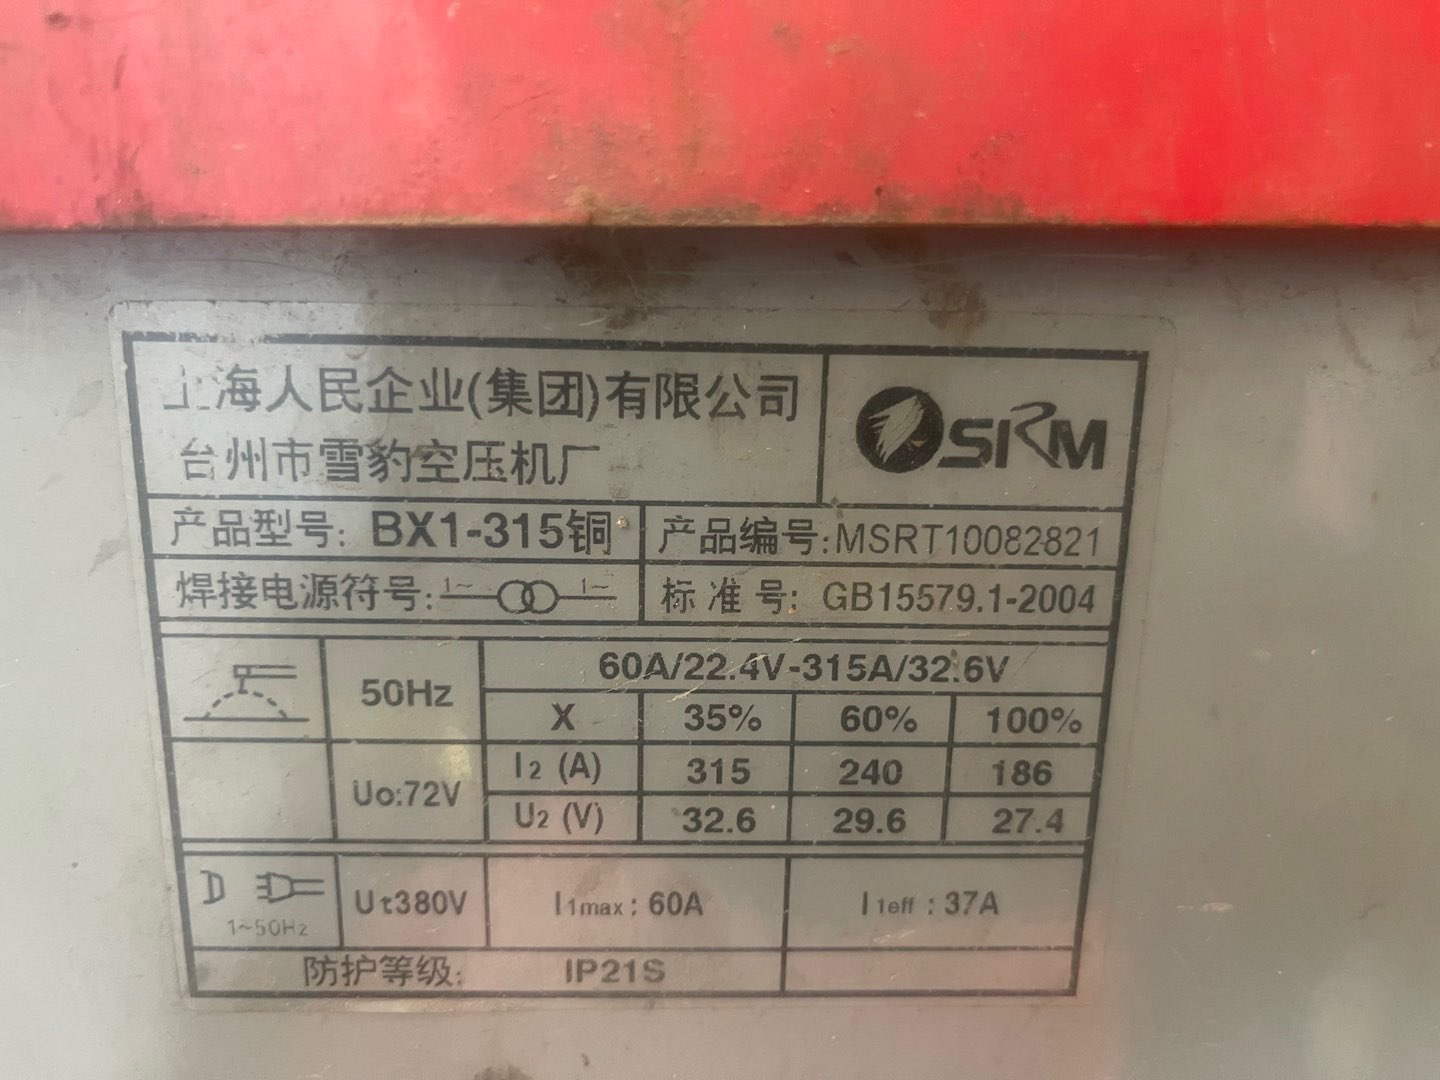 上海人民企业(集团)有限公司
台州市雪豹空压机厂
SRM
产品型号: BX1-315铜
产品编号:MSRT10082821
焊接电源符号: 1~ 1~
标准号: GB15579.1-2004
50Hz
60A/22.4V-315A/32.6V
X 35% 60% 100%
U₀:72V
I₂ (A) 315 240 186
U₂ (V) 32.6 29.6 27.4
1~50Hz
Ut380V
I1max: 60A
I1eff: 37A
防护等级: IP21S